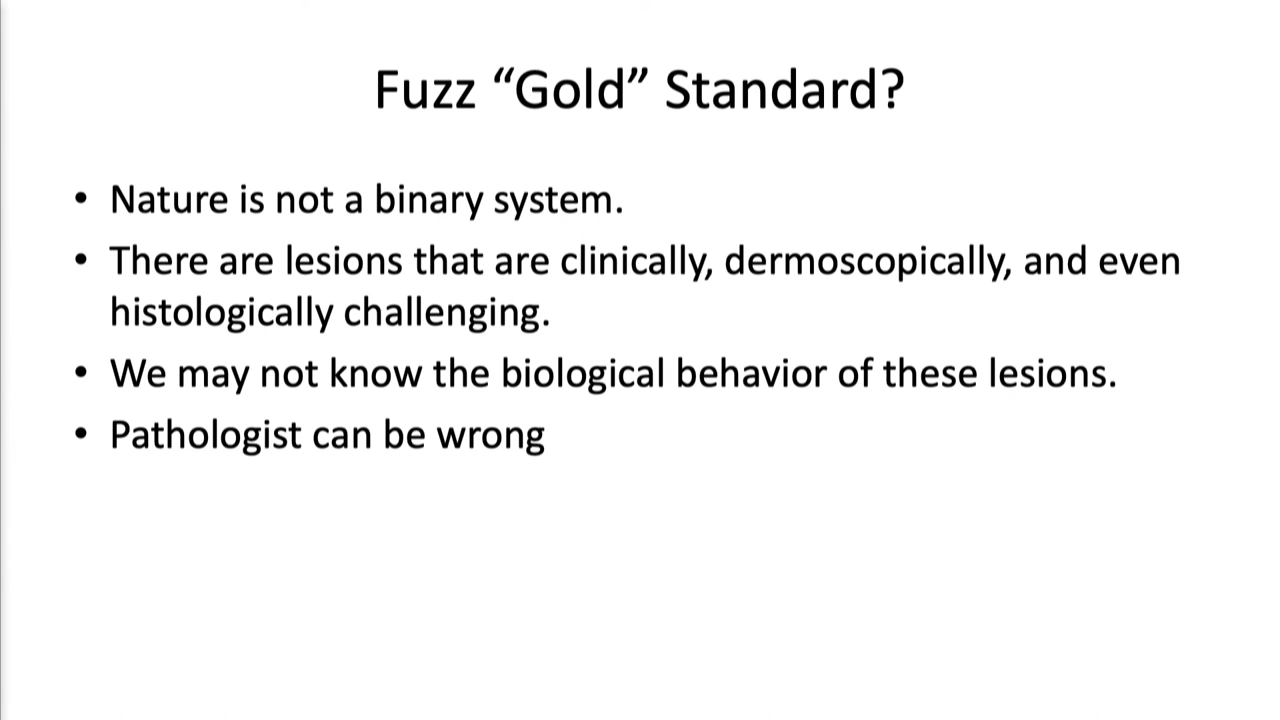 Fuzz “Gold” Standard?
• Nature is not a binary system.
• There are lesions that are clinically, dermoscopically, and even
histologically challenging.
• We may not know the biological behavior of these lesions.
• Pathologist can be wrong